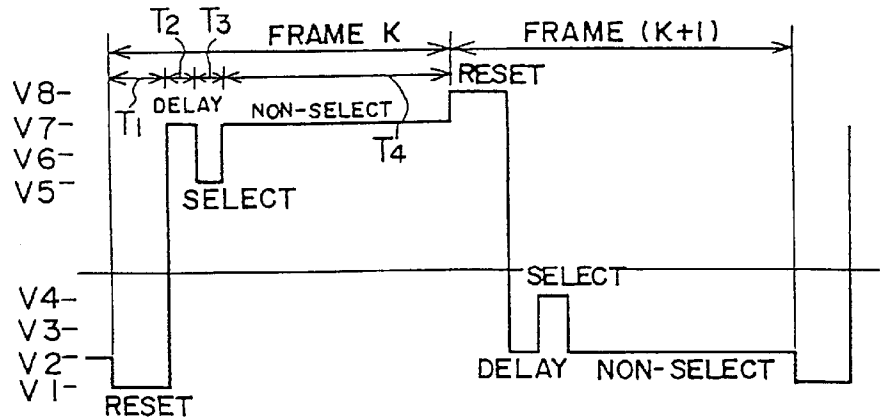 T2 T3 FRAME K FRAME (K+1)
RESET
V8
DELAY NON-SELECT
T1
V7
T4
V6
V5
SELECT
SELECT
V4
V3
V2
DELAY NON-SELECT
V1
RESET